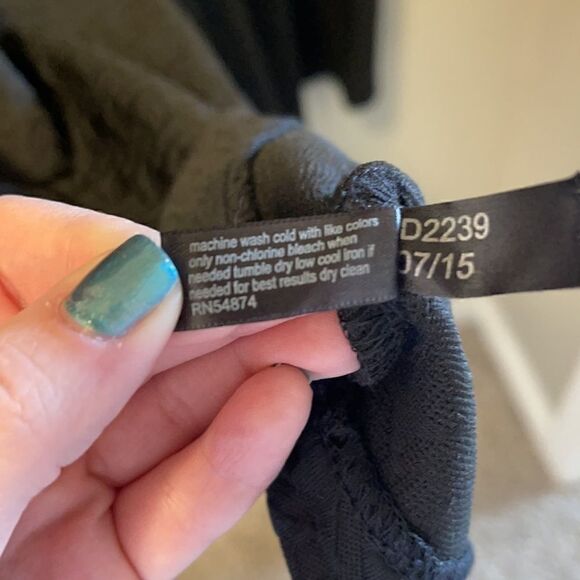 machine wash cold with like colors
only non-chlorine bleach when
needed tumble dry low cool iron if
needed for best results dry clean
RN54874
D2239
07/15